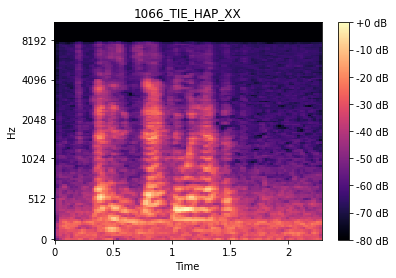 1066_TIE_HAP_XX
+0 dB
8192
-10 dB
4096
-20 dB
-30 dB
2048
Hz
-40 dB
1024
-50 dB
512
-60 dB
-70 dB
0
-80 dB
0 0.5 1 1.5 2
Time